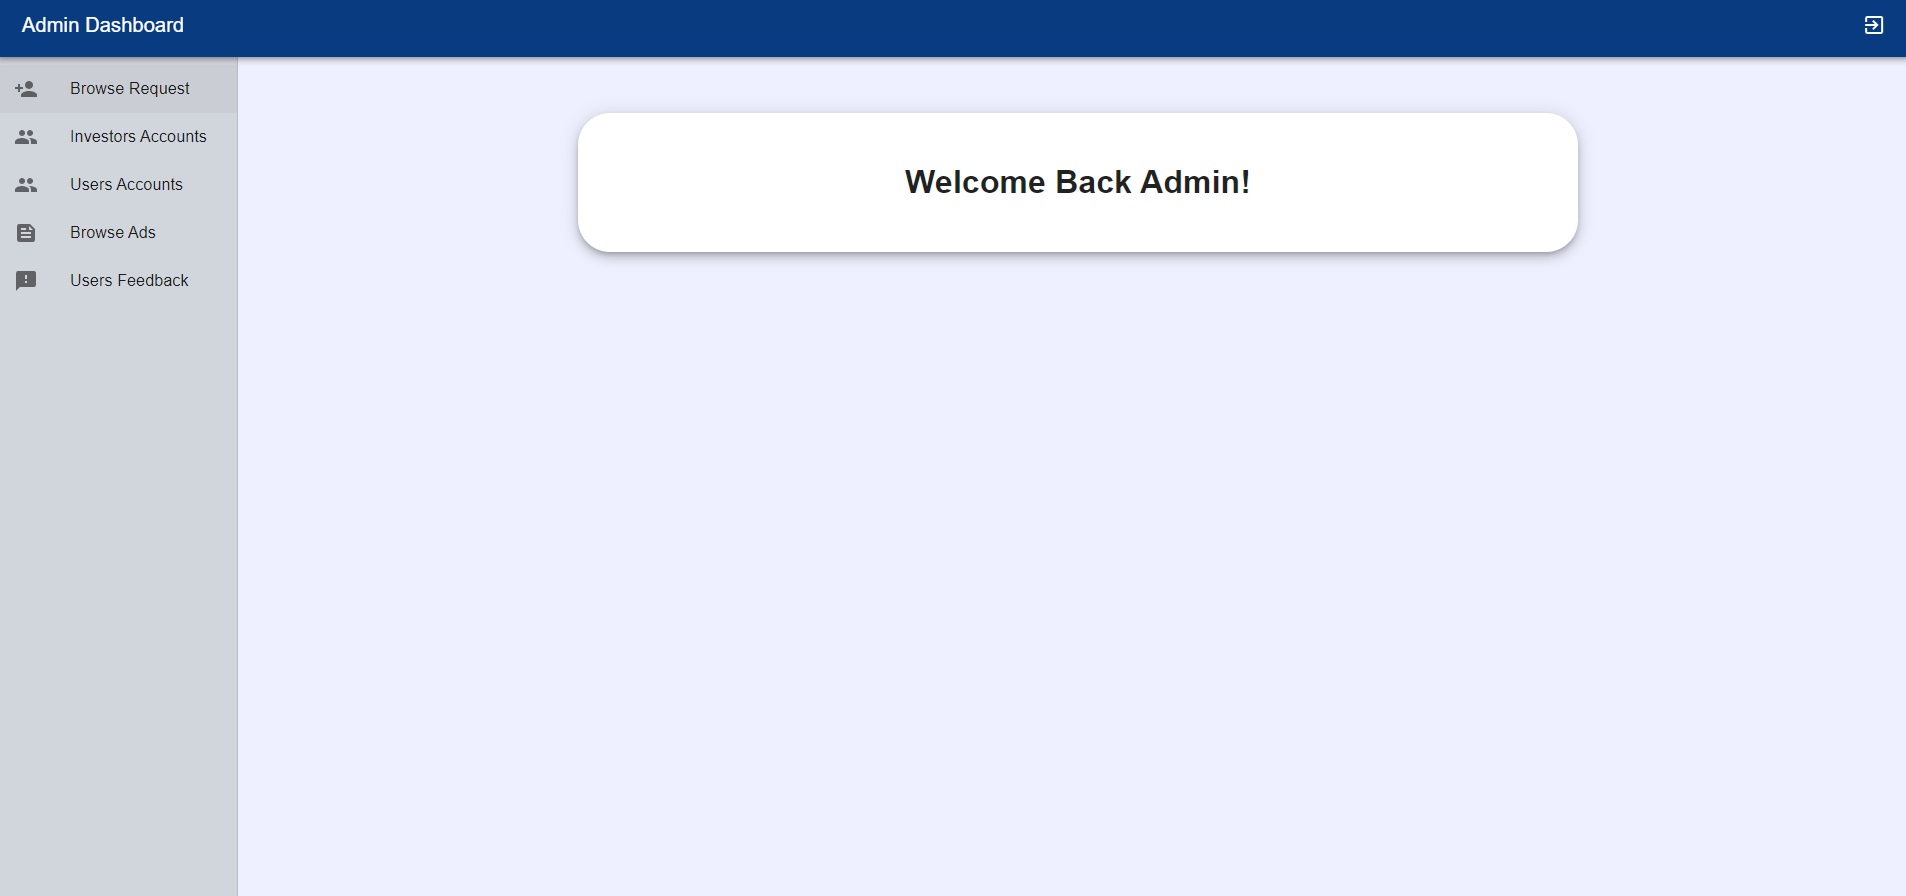 Admin Dashboard
Browse Request
Investors Accounts
Users Accounts
Browse Ads
Users Feedback
Welcome Back Admin!